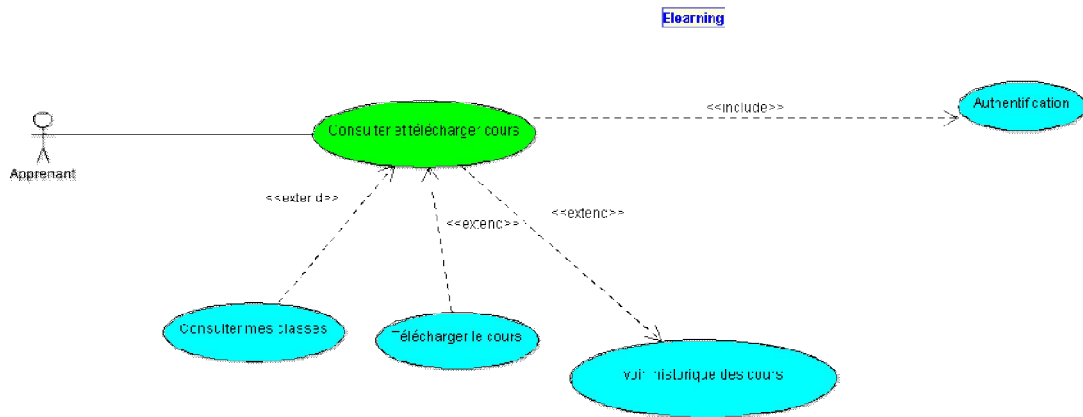 Elearning
Authentification
<<include>>
Consulter et télécharger cours
Apprenant
<<extend>>
<<extend>>
<<extend>>
Consulter mes classes
Télécharger le cours
Voir historique des cours